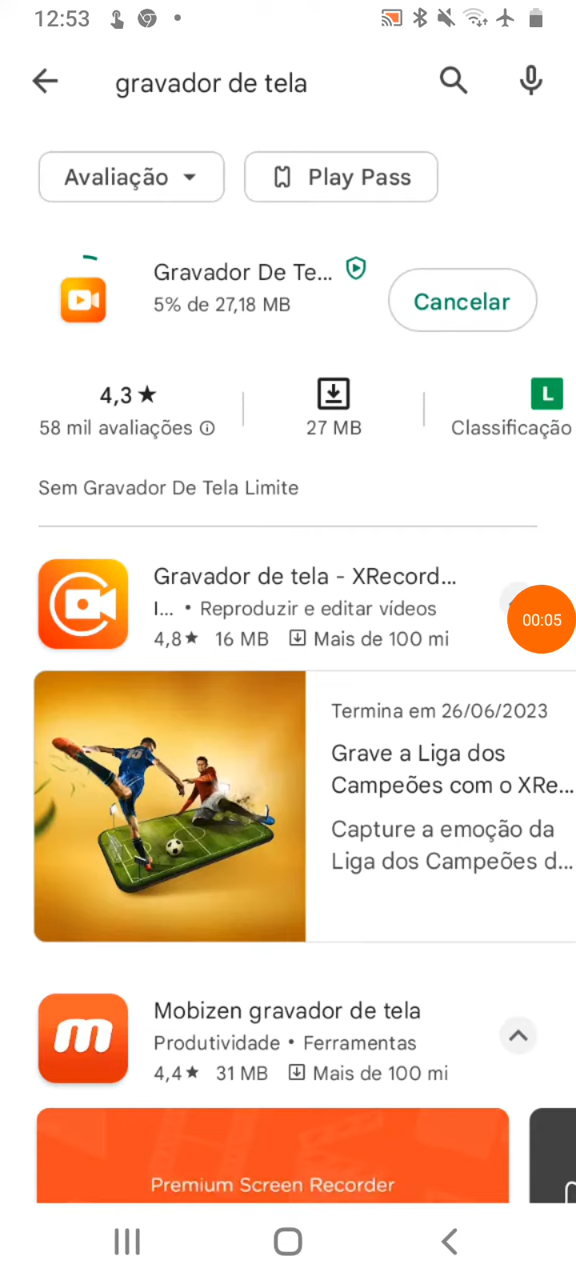 12:53
gravador de tela
Avaliação
Play Pass
Gravador De Te...
5% de 27,18 MB
Cancelar
4,3 ★
58 mil avaliações
27 MB
L
Classificação
Sem Gravador De Tela Limite
Gravador de tela - XRecord...
I... • Reproduzir e editar vídeos
4,8★ 16 MB Mais de 100 mi
00:05
Termina em 26/06/2023
Grave a Liga dos
Campeões com o XRe...
Capture a emoção da
Liga dos Campeões d...
m
Mobizen gravador de tela
Produtividade • Ferramentas
4,4★ 31 MB Mais de 100 mi
Premium Screen Recorder